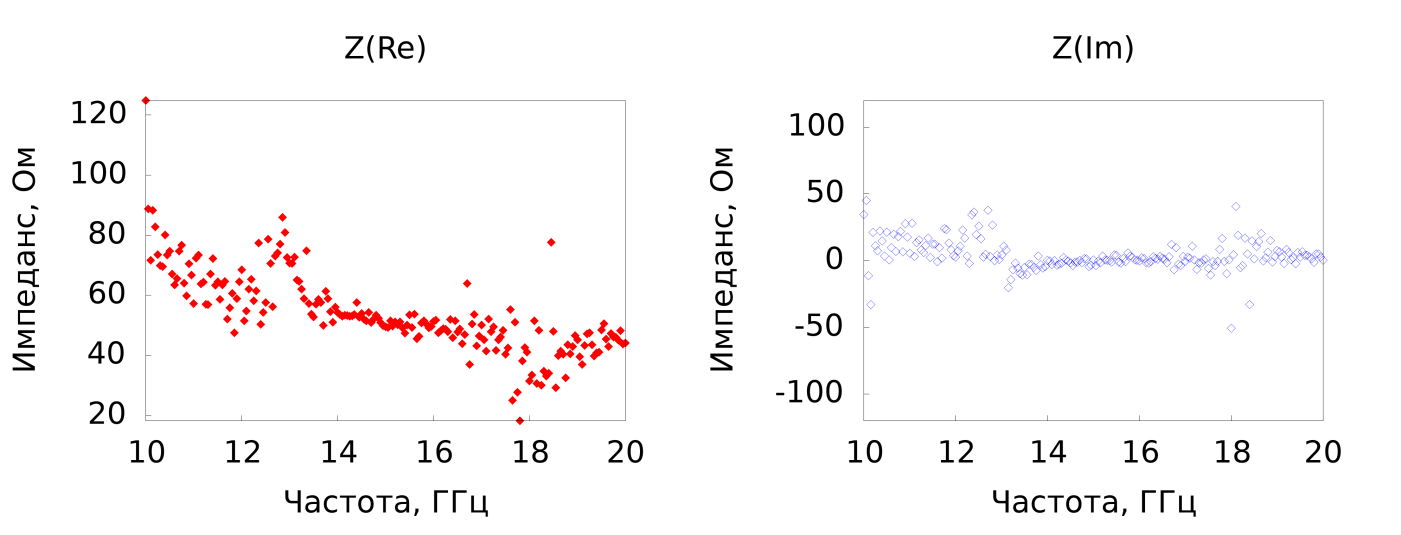 Z(Re)
Импеданс, Ом
120
100
80
60
40
20
10 12 14 16 18 20
Частота, ГГц
Z(Im)
Импеданс, Ом
100
50
0
-50
-100
10 12 14 16 18 20
Частота, ГГц